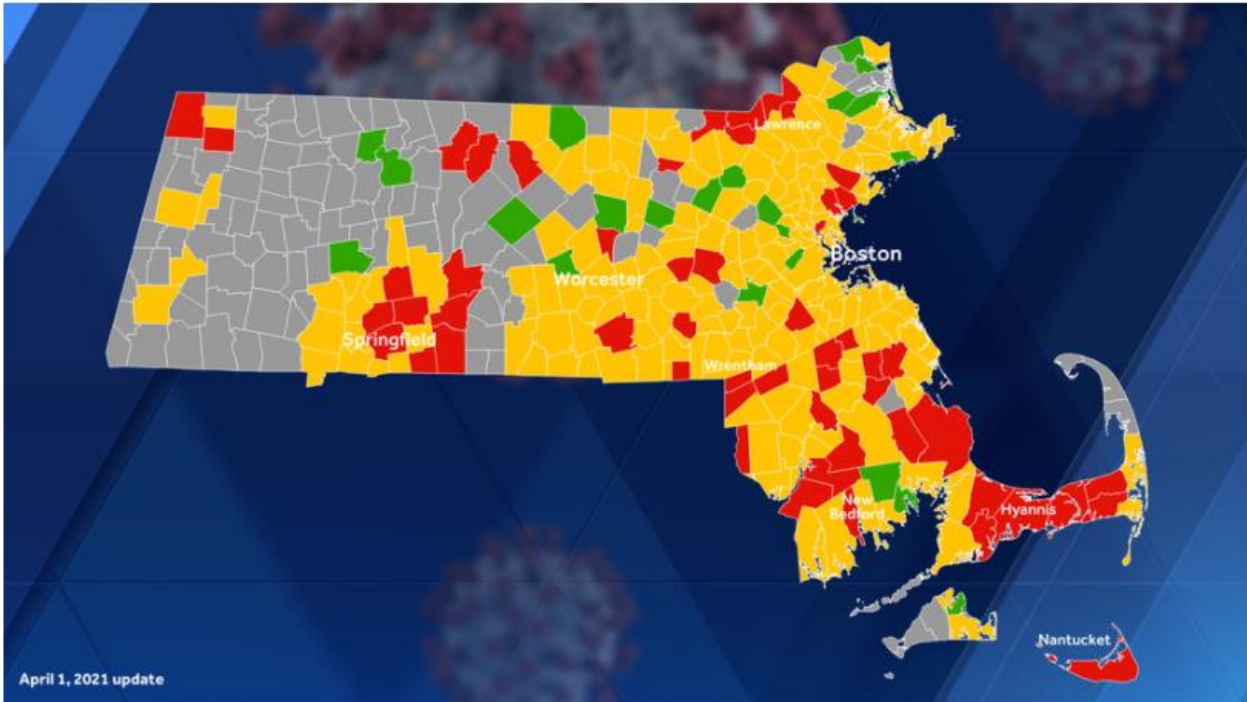 Lawrence
Boston
Worcester
Springfield
Wrentham
New
Bedford
Hyannis
Nantucket
April 1, 2021 update